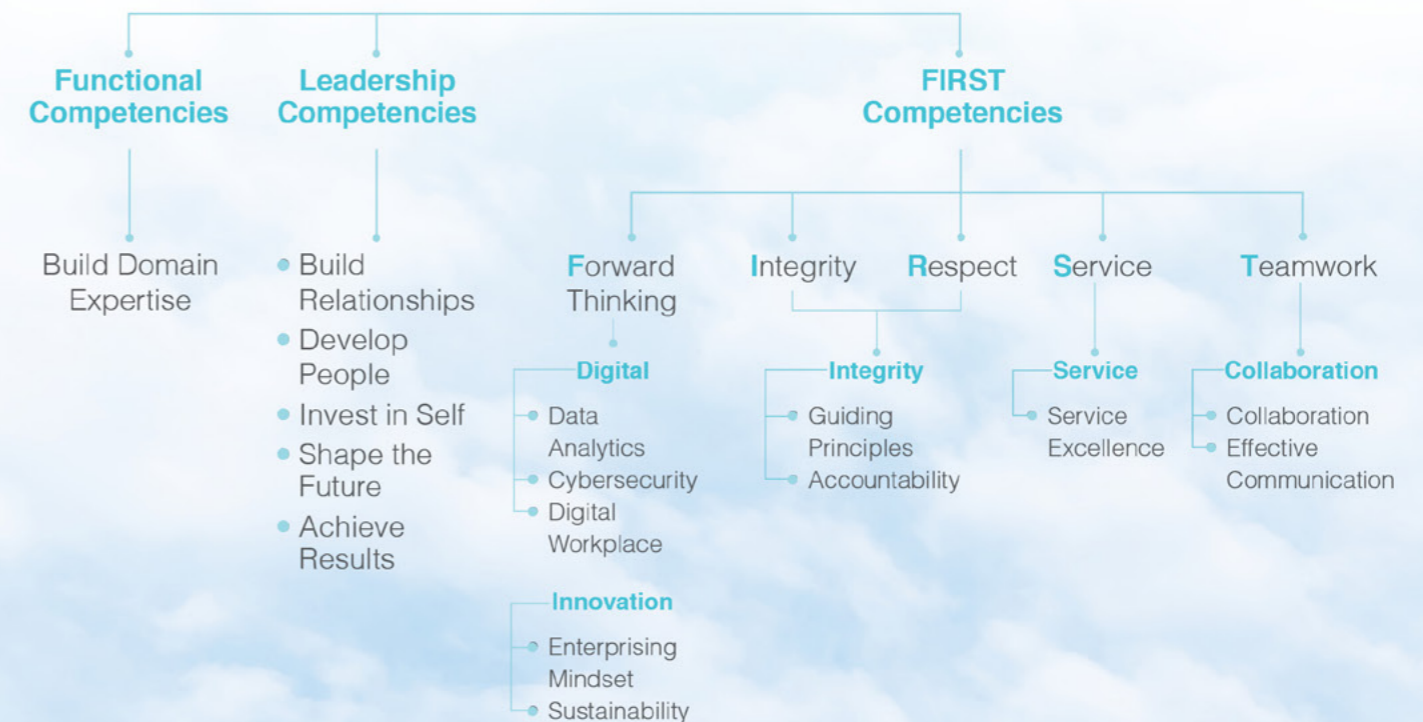 Functional
Competencies
Build Domain
Expertise
Leadership
Competencies
Build
Relationships
Develop
People
Invest in Self
Shape the
Future
Achieve
Results
FIRST
Competencies
Forward
Thinking
Digital
Data
Analytics
Cybersecurity
Digital
Workplace
Innovation
Enterprising
Mindset
Sustainability
Integrity
Respect
Integrity
Guiding
Principles
Accountability
Service
Service
Service
Excellence
Teamwork
Collaboration
Collaboration
Effective
Communication